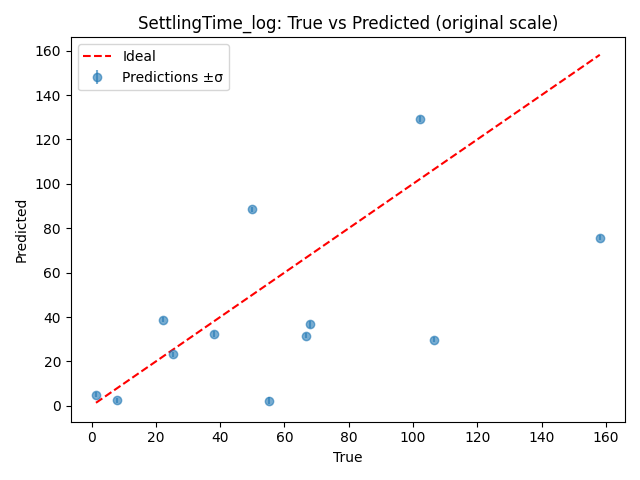 SettlingTime_log: True vs Predicted (original scale)
Ideal
Predictions ±σ
Predicted
160
140
120
100
80
60
40
20
0
0 20 40 60 80 100 120 140 160
True